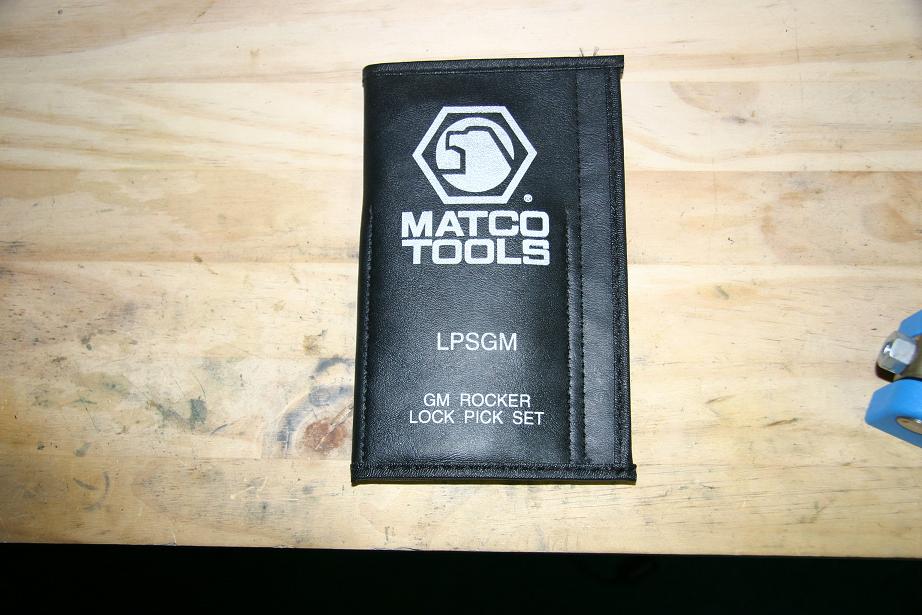 ®
MATCO
TOOLS
LPSGM
GM ROCKER
LOCK PICK SET